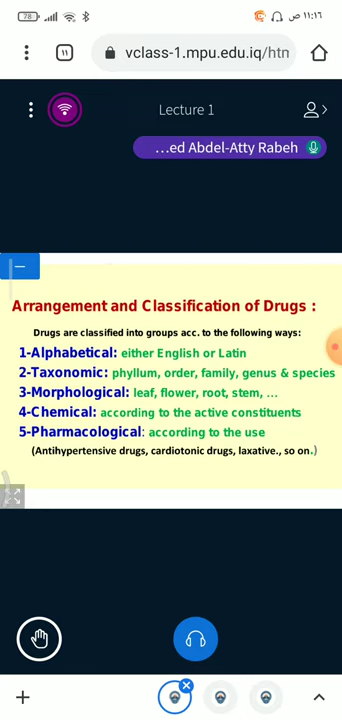 78
١١:١٦ ص
١١
vclass-1.mpu.edu.iq/htn
Lecture 1
...ed Abdel-Atty Rabeh
Arrangement and Classification of Drugs :
Drugs are classified into groups acc. to the following ways:
1-Alphabetical: either English or Latin
2-Taxonomic: phyllum, order, family, genus & species
3-Morphological: leaf, flower, root, stem, ...
4-Chemical: according to the active constituents
5-Pharmacological: according to the use
(Antihypertensive drugs, cardiotonic drugs, laxative., so on.)